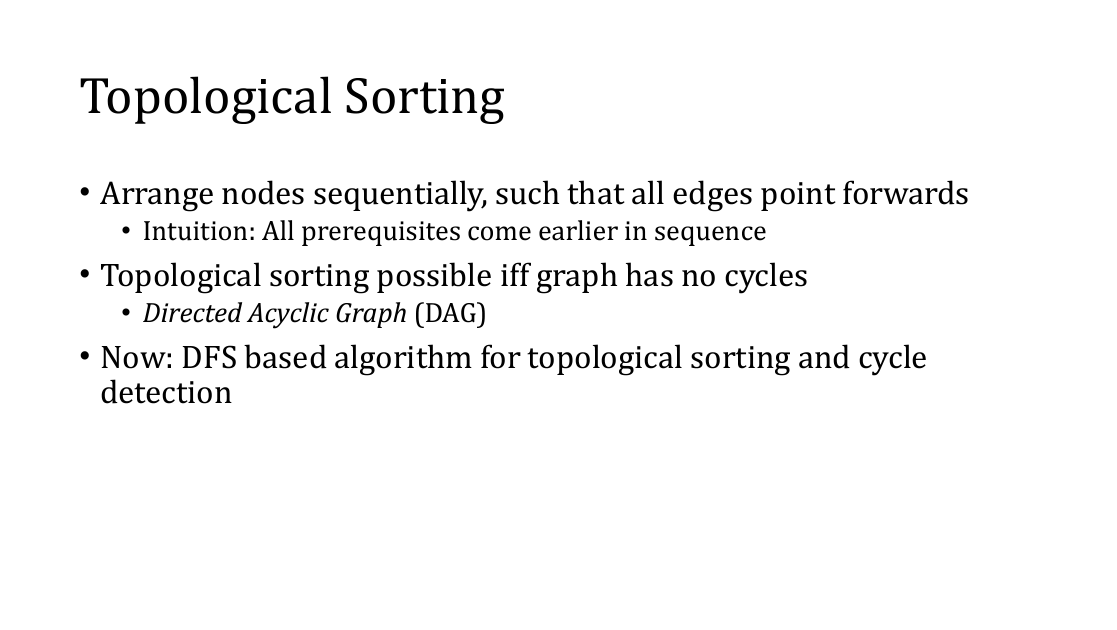 Topological Sorting
• Arrange nodes sequentially, such that all edges point forwards
• Intuition: All prerequisites come earlier in sequence
• Topological sorting possible iff graph has no cycles
• Directed Acyclic Graph (DAG)
• Now: DFS based algorithm for topological sorting and cycle
detection